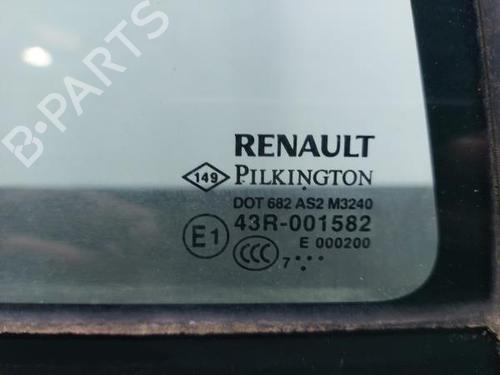 B-PARTS
RENAULT
149 PILKINGTON
DOT 682 AS2 M3240
E1 43R-001582
E 000200
CCC 7...